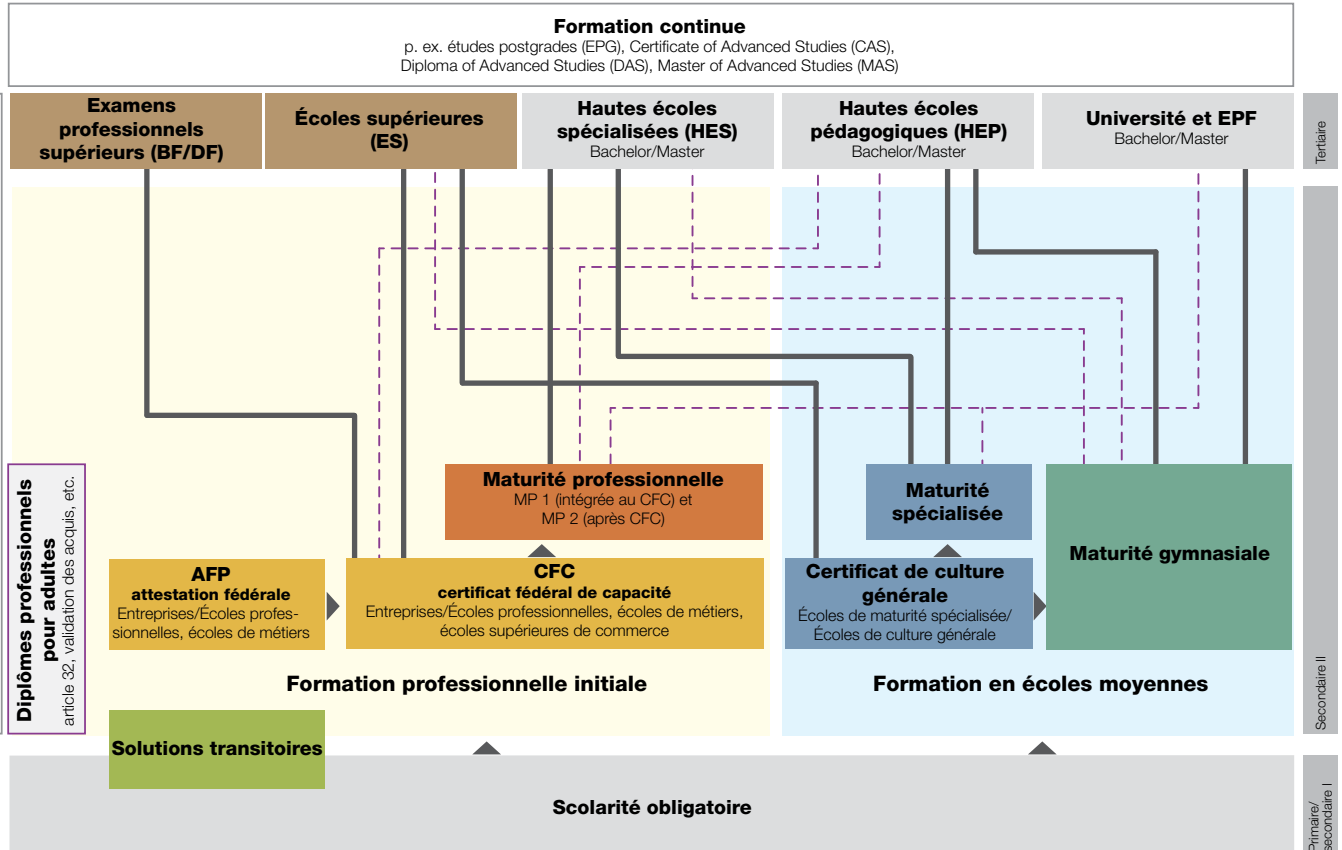 Formation continue
p. ex. études postgrades (EPG), Certificate of Advanced Studies (CAS),
Diploma of Advanced Studies (DAS), Master of Advanced Studies (MAS)
Examens
professionnels
supérieurs (BF/DF)
Écoles supérieures
(ES)
Hautes écoles
spécialisées (HES)
Bachelor/Master
Hautes écoles
pédagogiques (HEP)
Bachelor/Master
Université et EPF
Bachelor/Master
Tertiaire
Diplômes professionnels
pour adultes
article 32, validation des acquis, etc.
Maturité professionnelle
MP 1 (intégrée au CFC) et
MP 2 (après CFC)
Maturité
spécialisée
Maturité gymnasiale
AFP
attestation fédérale
Entreprises/Écoles profes-
sionnelles, écoles de métiers
CFC
certificat fédéral de capacité
Entreprises/Écoles professionnelles, écoles de métiers,
écoles supérieures de commerce
Certificat de culture
générale
Écoles de maturité spécialisée/
Écoles de culture générale
Formation professionnelle initiale
Formation en écoles moyennes
Secondaire II
Solutions transitoires
Scolarité obligatoire
Primaire/
secondaire I